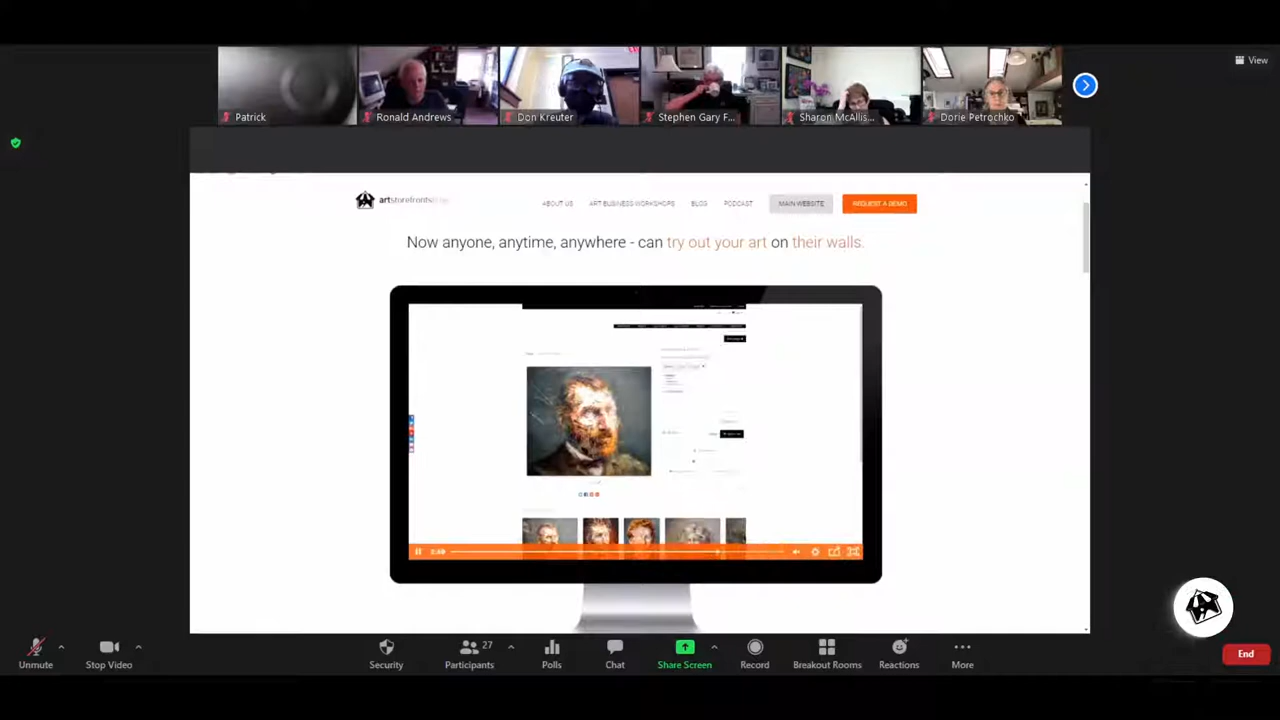 View
Patrick
Ronald Andrews
Don Kreuter
Stephen Gary F...
Sharon McAllis...
Dorie Petrochko
artstorefronts
ABOUT US
ART BUSINESS WORKSHOPS
BLOG
PODCAST
MAIN WEBSITE
REQUEST A DEMO
Now anyone, anytime, anywhere - can try out your art on their walls.
Unmute
Stop Video
Security
Participants
27
Polls
Chat
Share Screen
Record
Breakout Rooms
Reactions
More
End